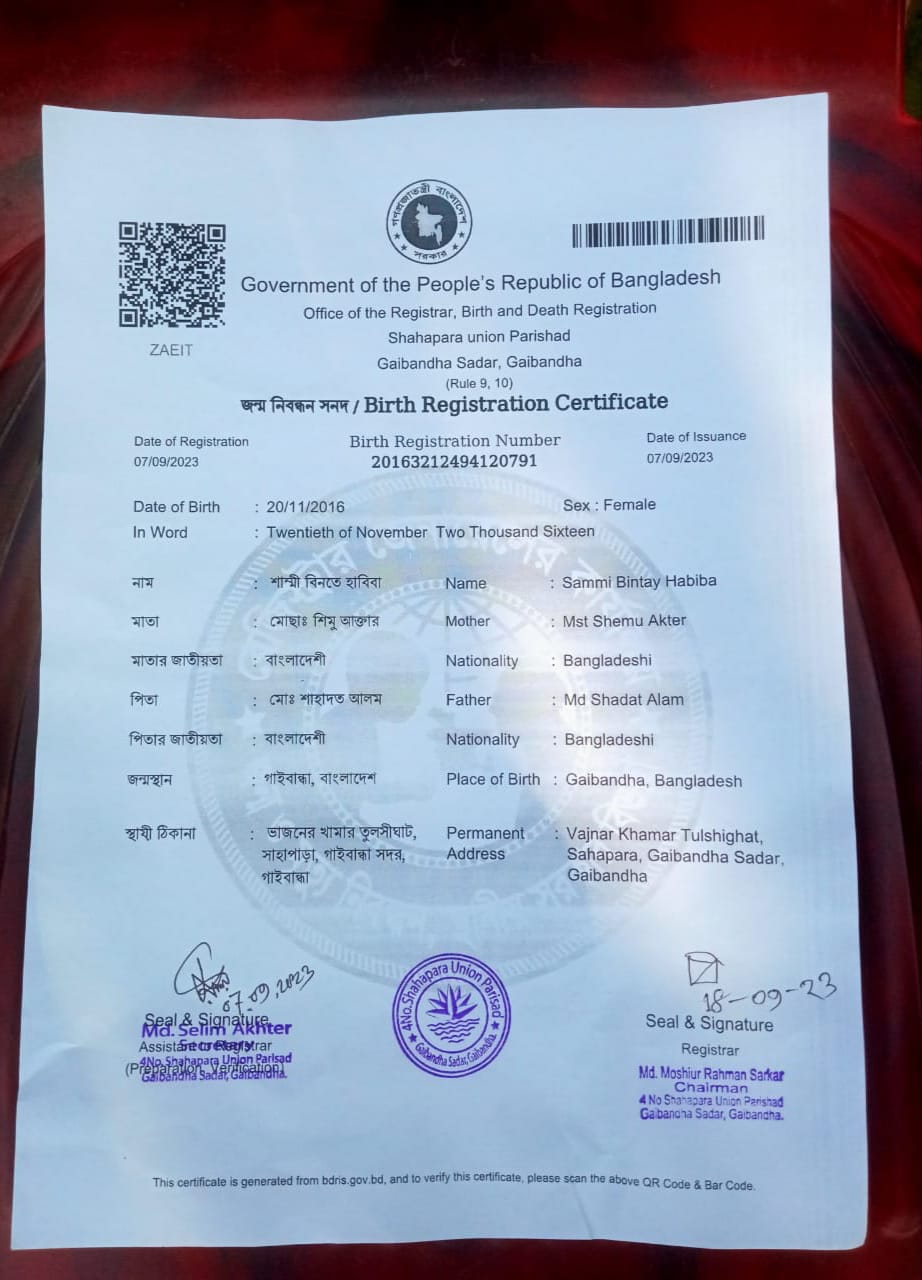 গণপ্রজাতন্ত্রী বাংলাদেশ
সরকার
ZAEIT
Government of the People's Republic of Bangladesh
Office of the Registrar, Birth and Death Registration
Shahapara union Parishad
Gaibandha Sadar, Gaibandha
(Rule 9, 10)
জন্ম নিবন্ধন সনদ / Birth Registration Certificate
Date of Registration Birth Registration Number Date of Issuance
07/09/2023 20163212494120791 07/09/2023
Date of Birth : 20/11/2016 Sex : Female
In Word : Twentieth of November Two Thousand Sixteen
নাম : শাম্মী বিনতে হাবিবা Name : Sammi Bintay Habiba
মাতা : মোছাঃ শিমু আক্তার Mother : Mst Shemu Akter
মাতার জাতীয়তা : বাংলাদেশী Nationality : Bangladeshi
পিতা : মোঃ শাহাদত আলম Father : Md Shadat Alam
পিতার জাতীয়তা : বাংলাদেশী Nationality : Bangladeshi
জন্মস্থান : গাইবান্ধা, বাংলাদেশ Place of Birth : Gaibandha, Bangladesh
স্থায়ী ঠিকানা : ভাজনের খামার তুলসীঘাট, Permanent : Vajnar Khamar Tulshighat,
সাহাপাড়া, গাইবান্ধা সদর, Address Sahapara, Gaibandha Sadar,
গাইবান্ধা Gaibandha
07.09.2023
Seal & Signature
Md. Selim Akhter
Assistant to Registrar
Secretary
4No. Shahapara Union Parisad
(Preparation, Verification)
Gaibandha Sadar, Gaibandha.
4No. Shahapara Union Parisad
Gaibandha Sadar, Gaibandha.
18-09-23
Seal & Signature
Registrar
Md. Moshiur Rahman Sarkar
Chairman
4 No Shahapara Union Parishad
Gaibandha Sadar, Gaibandha.
This certificate is generated from bdris.gov.bd, and to verify this certificate, please scan the above QR Code & Bar Code.